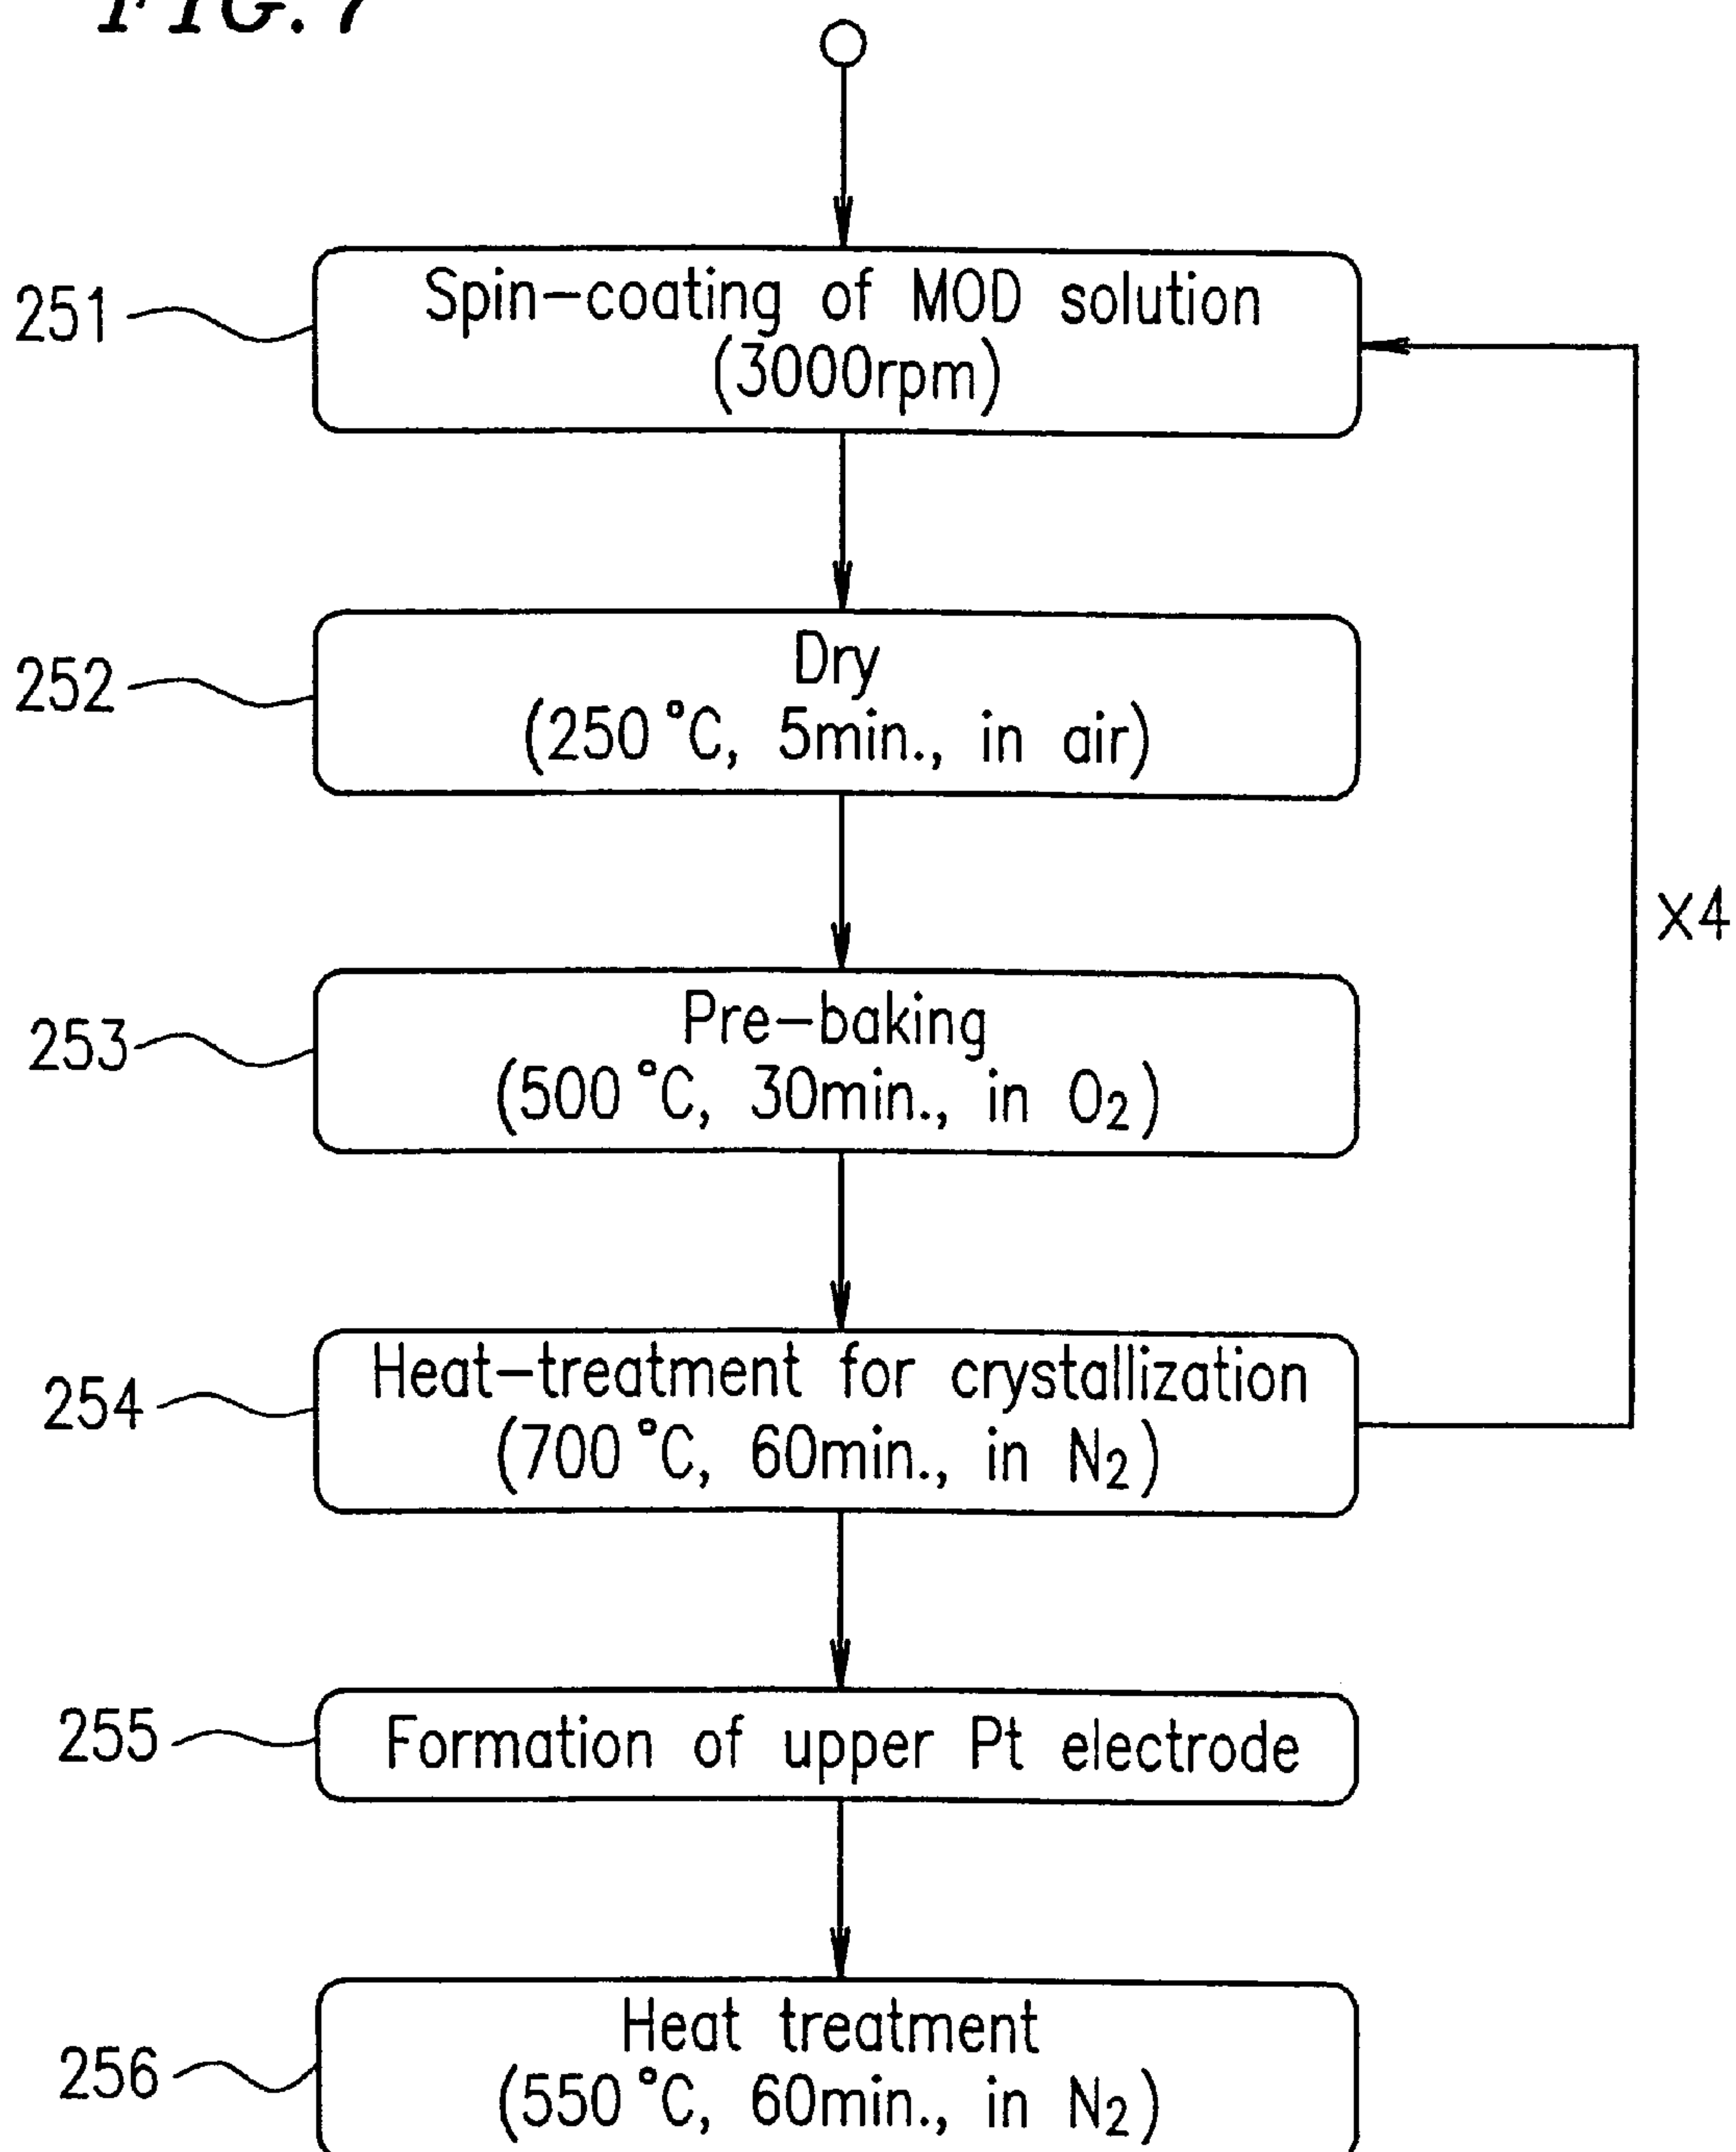 FIG. 7
251
Spin-coating of MOD solution
(3000rpm)
252
Dry
(250°C, 5min., in air)
X4
253
Pre-baking
(500°C, 30min., in O2)
254
Heat-treatment for crystallization
(700°C, 60min., in N2)
255
Formation of upper Pt electrode
256
Heat treatment
(550°C, 60min., in N2)